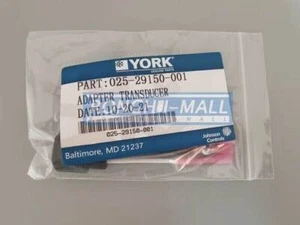 YORK
PART:025-29150-001
ADAPTER TRANSDUCER
DATE:10-20-21
025-29150-001
Johnson
Controls
Baltimore, MD 21237